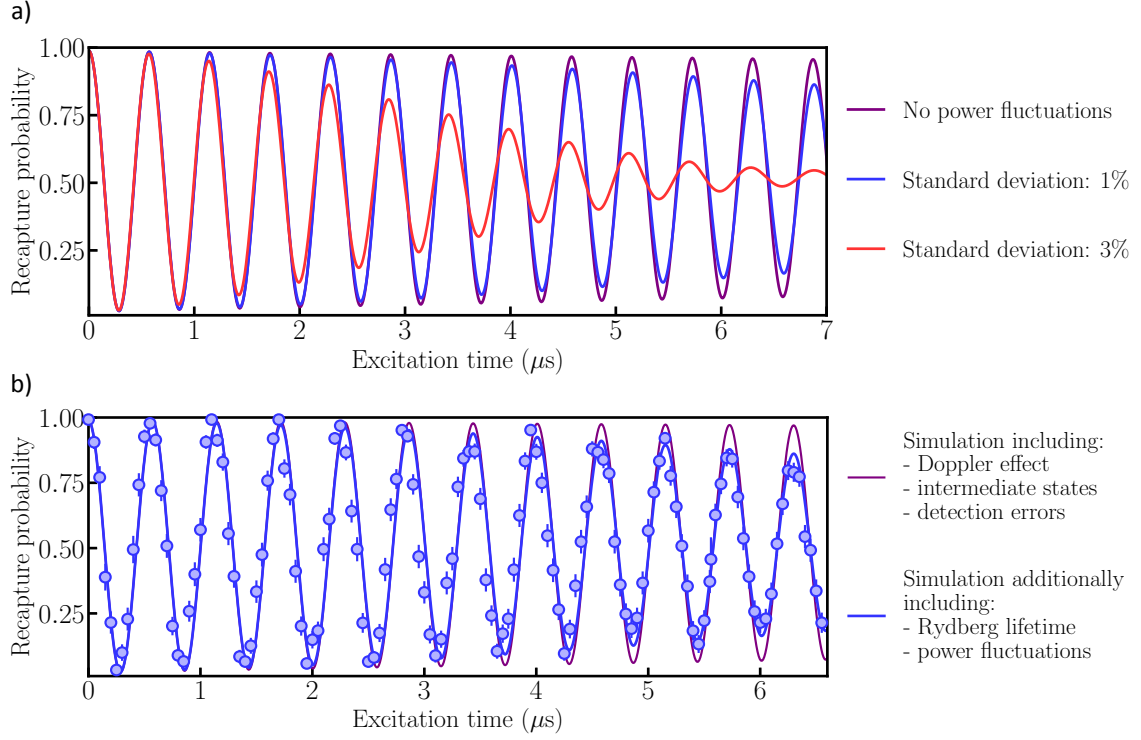 a)
1.00
0.75
0.50
0.25
Recapture probability
0 1 2 3 4 5 6 7
Excitation time (μs)
No power fluctuations
Standard deviation: 1%
Standard deviation: 3%
b)
1.00
0.75
0.50
0.25
Recapture probability
0 1 2 3 4 5 6
Excitation time (μs)
Simulation including:
- Doppler effect
- intermediate states
- detection errors
Simulation additionally
including:
- Rydberg lifetime
- power fluctuations